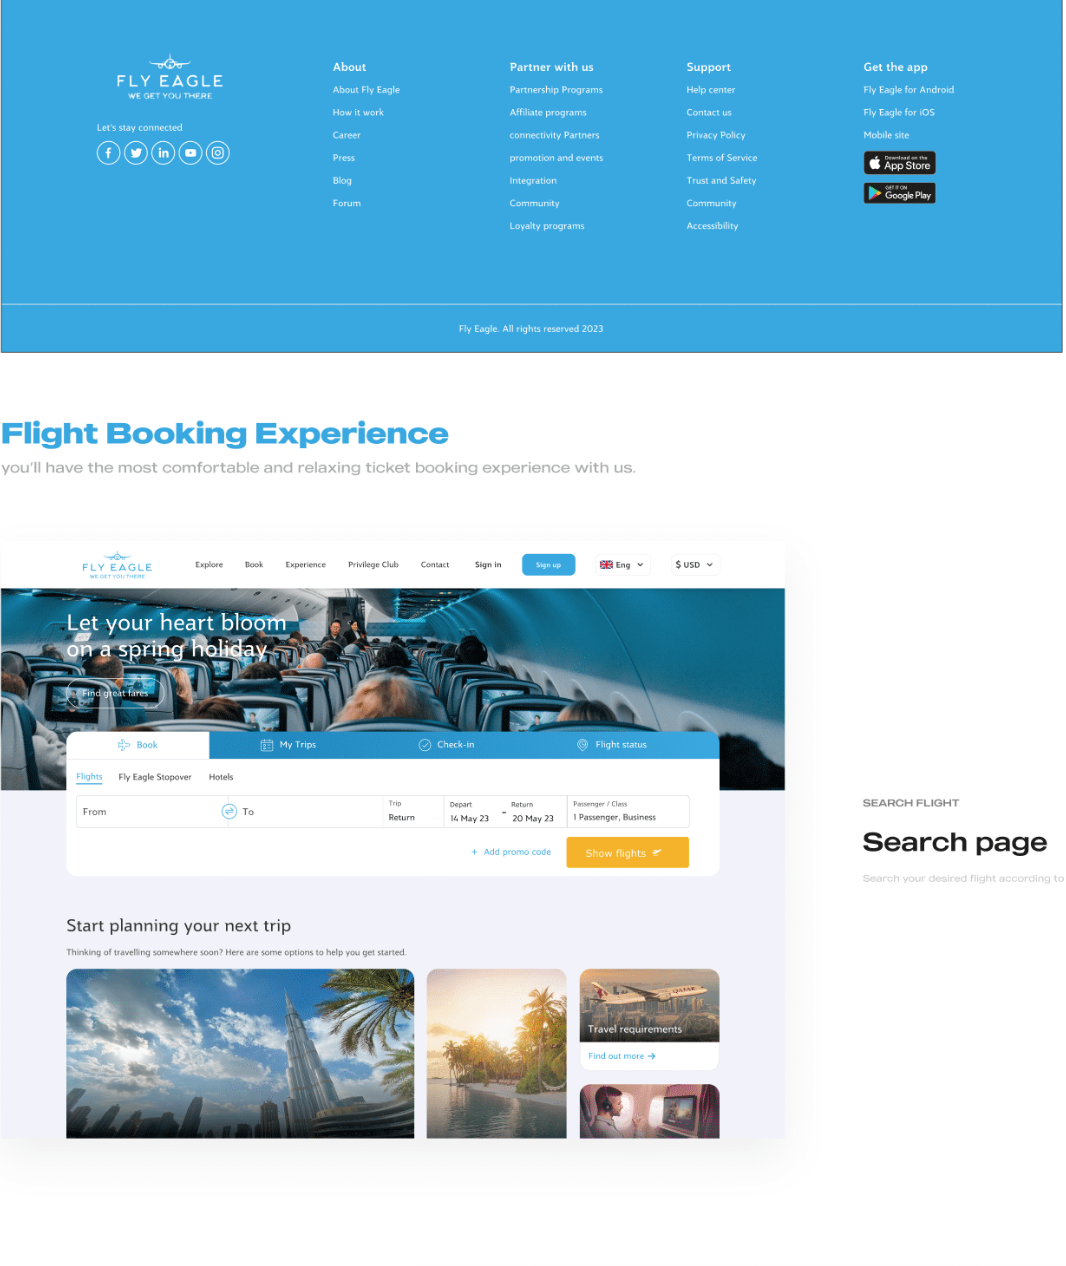 FLY EAGLE
WE GET YOU THERE
Let's stay connected
About
About Fly Eagle
How it work
Career
Press
Blog
Forum
Partner with us
Partnership Programs
Affiliate programs
connectivity Partners
promotion and events
Integration
Community
Loyalty programs
Support
Help center
Contact us
Privacy Policy
Terms of Service
Trust and Safety
Community
Accessibility
Get the app
Fly Eagle for Android
Fly Eagle for iOS
Mobile site
Download on the
App Store
GET IT ON
Google Play
Fly Eagle. All rights reserved 2023
Flight Booking Experience
you'll have the most comfortable and relaxing ticket booking experience with us.
FLY EAGLE
WE GET YOU THERE
Explore Book Experience Privilege Club Contact Sign in Sign up Eng $ USD
Let your heart bloom
on a spring holiday
Find great fares
Book My Trips Check-in Flight status
Flights Fly Eagle Stopover Hotels
From To
Trip
Return
Depart
14 May 23
-
Return
20 May 23
Passenger / Class
1 Passenger, Business
+ Add promo code
Show flights
Start planning your next trip
Thinking of travelling somewhere soon? Here are some options to help you get started.
QATAR
Travel requirements
Find out more →
SEARCH FLIGHT
Search page
Search your desired flight according to